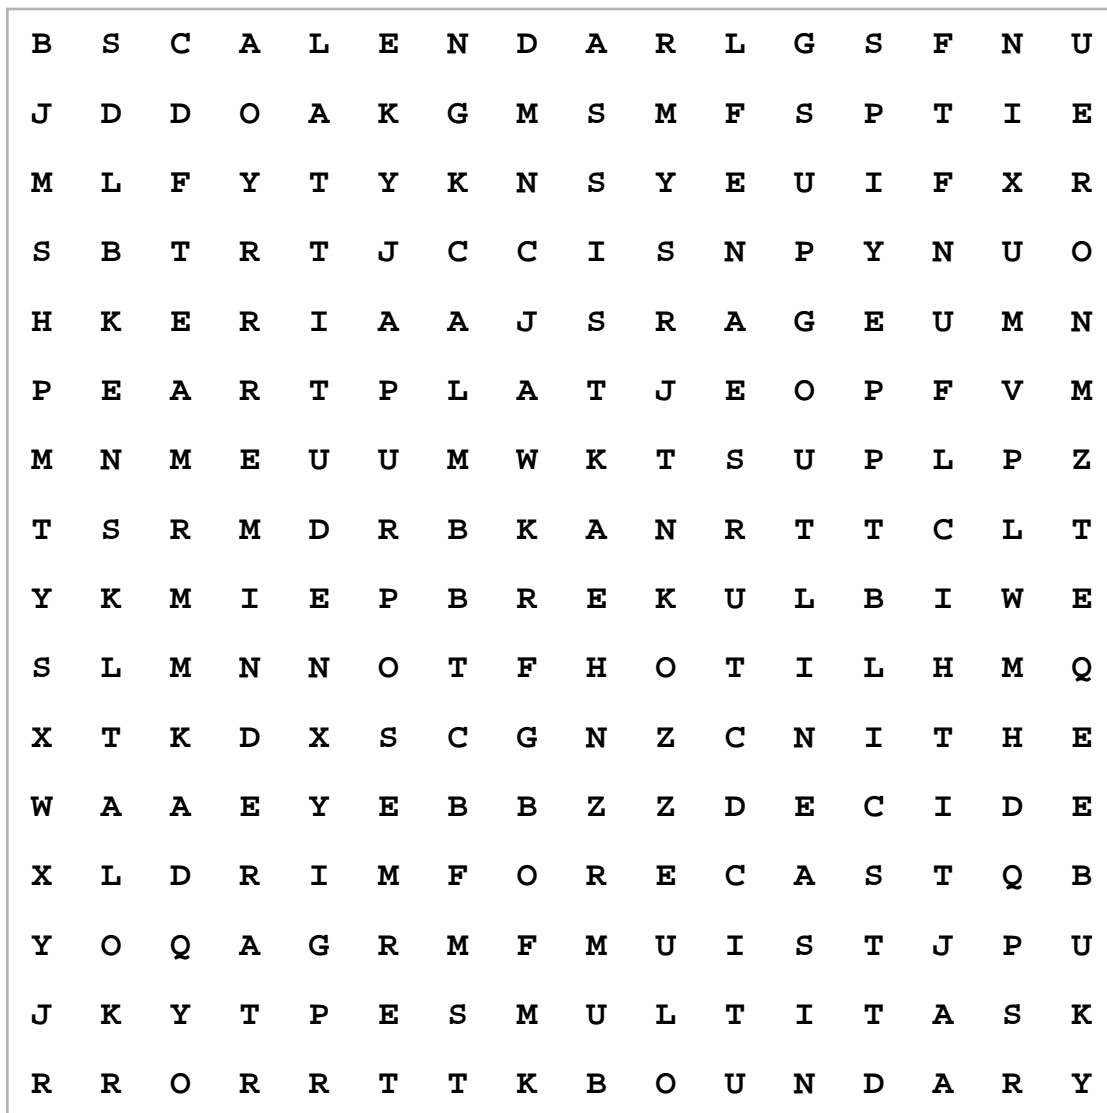 B S C A L E N D A R L G S F N U
J D D O A K G M S M F S P T I E
M L F Y T Y K N S Y E U I F X R
S B T R T J C C I S N P Y N U O
H K E R I A A J S R A G E U M N
P E A R T P L A T J E O P F V M
M N M E U U M W K T S U P L P Z
T S R M D R B K A N R T T C L T
Y K M I E P B R E K U L B I W E
S L M N N O T F H O T I L H M Q
X T K D X S C G N Z C N I T H E
W A A E Y E B B Z Z D E C I D E
X L D R I M F O R E C A S T Q B
Y O Q A G R M F M U I S T J P U
J K Y T P E S M U L T I T A S K
R R O R R T T K B O U N D A R Y